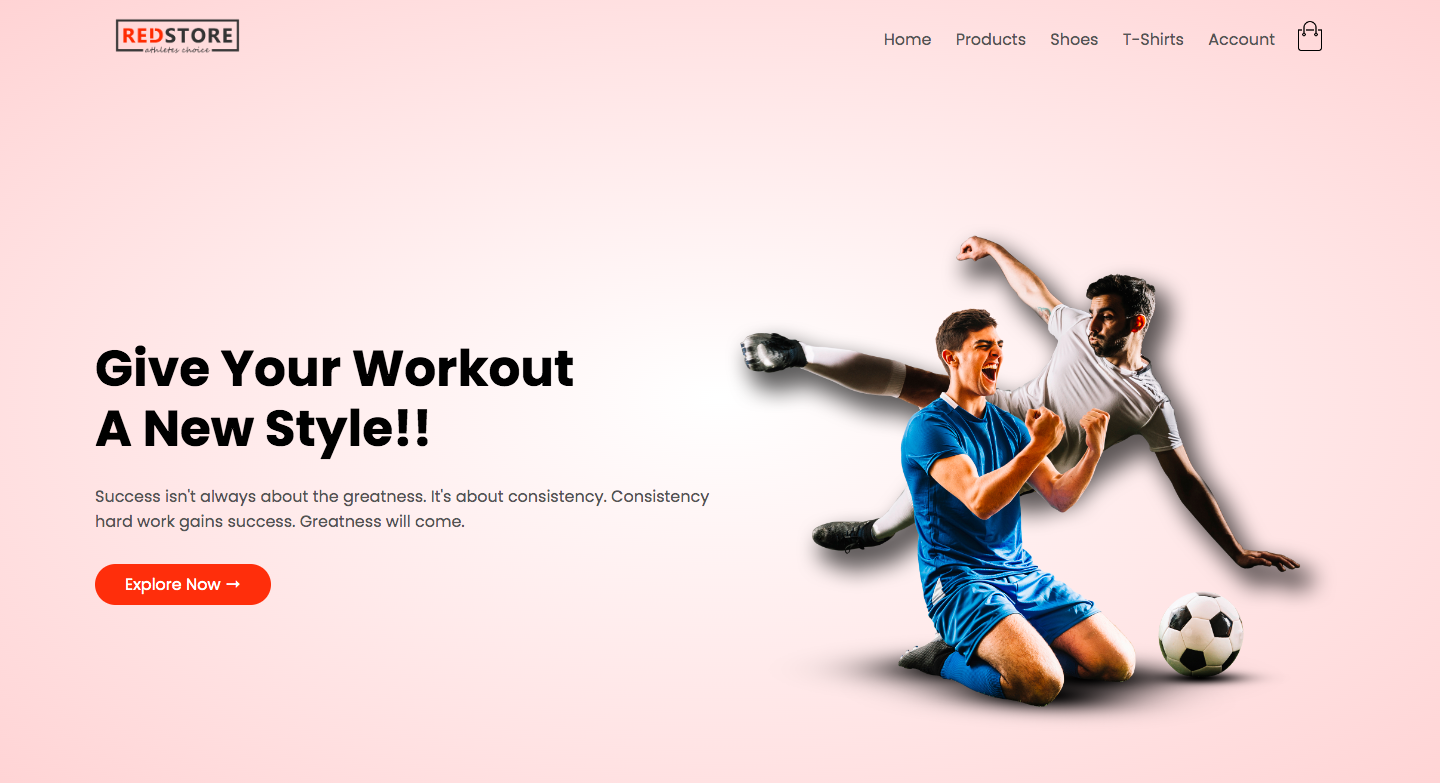 REDSTORE
athletes choice
Home Products Shoes T-Shirts Account
Give Your Workout
A New Style!!
Success isn't always about the greatness. It's about consistency. Consistency
hard work gains success. Greatness will come.
Explore Now →